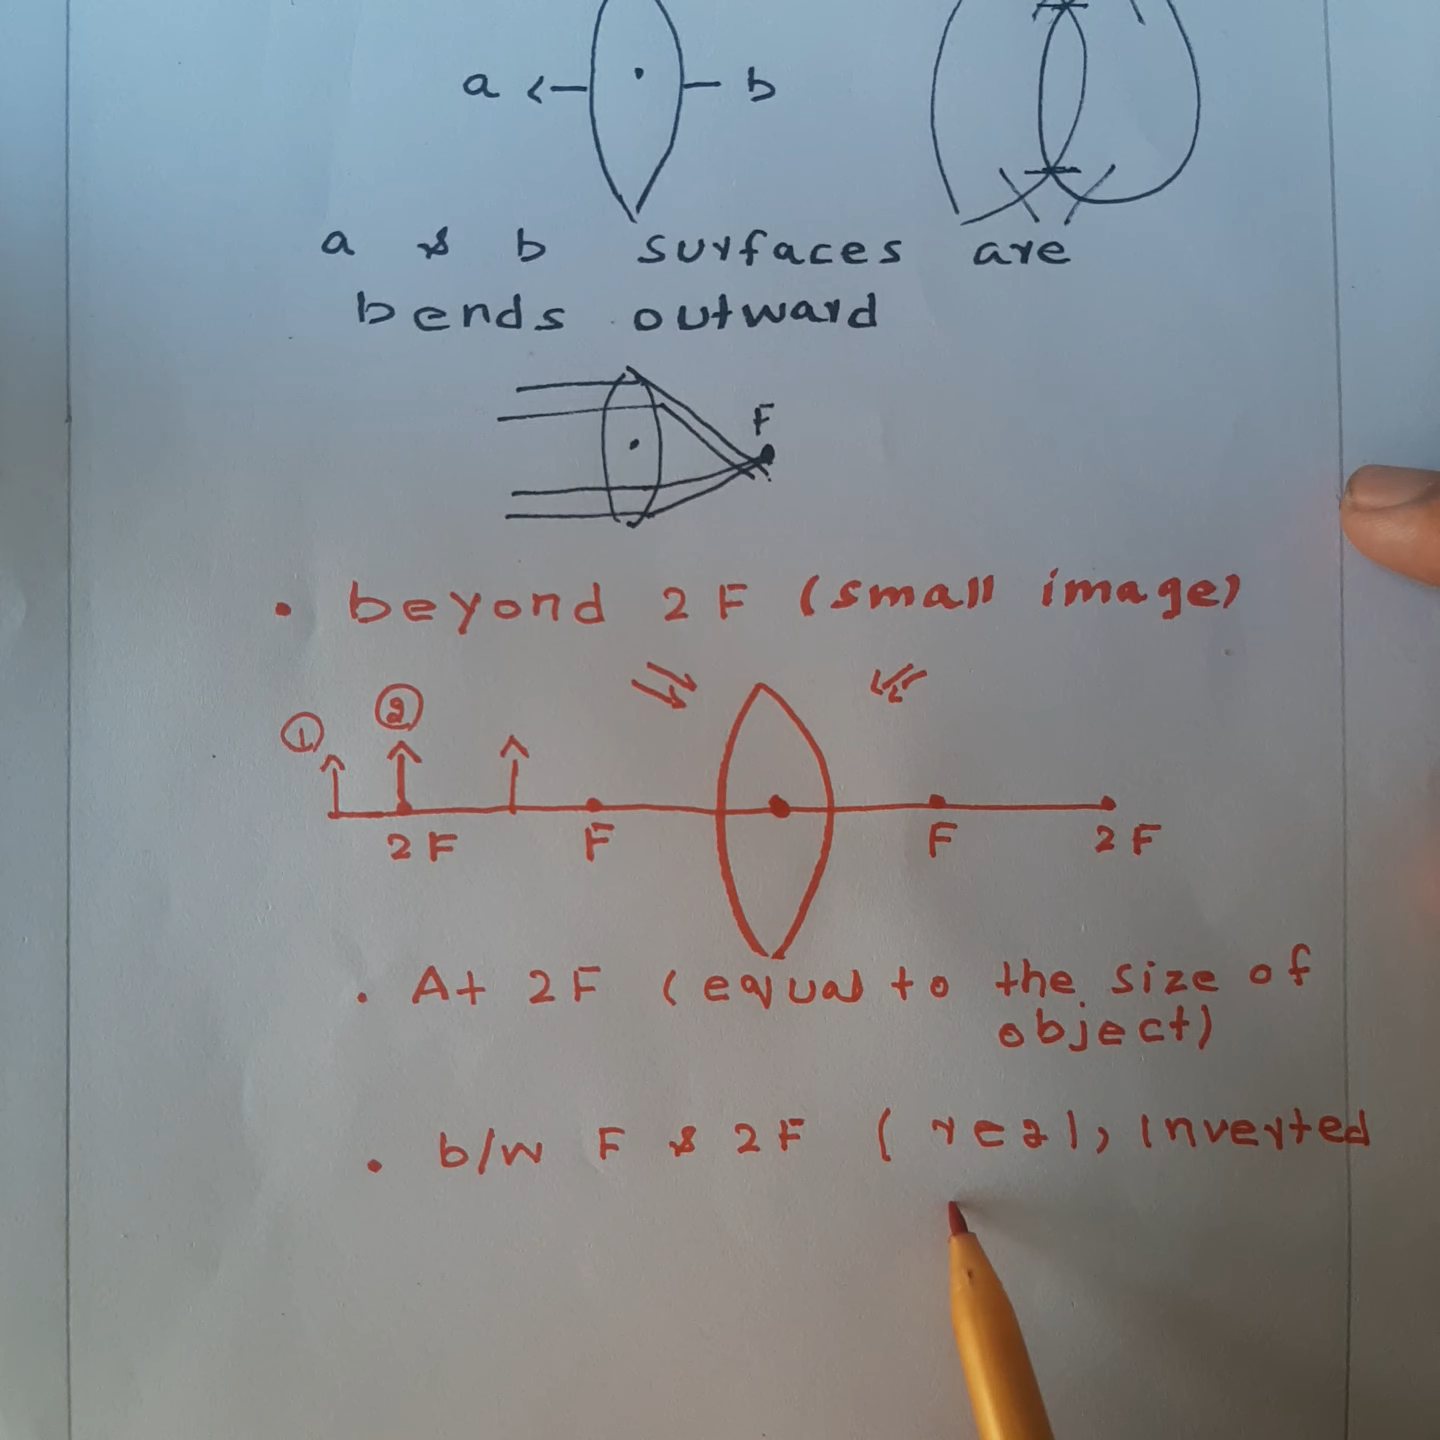 a b
a & b surfaces are
bends outward
F
• beyond 2F (small image)
1 2
2F F F 2F
• At 2F (equal to the size of
object)
• b/w F & 2F (real, inverted